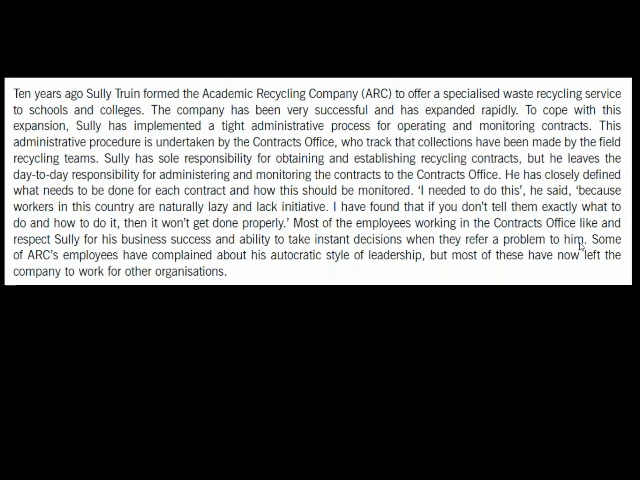 Ten years ago Sully Truin formed the Academic Recycling Company (ARC) to offer a specialised waste recycling service
to schools and colleges. The company has been very successful and has expanded rapidly. To cope with this
expansion, Sully has implemented a tight administrative process for operating and monitoring contracts. This
administrative procedure is undertaken by the Contracts Office, who track that collections have been made by the field
recycling teams. Sully has sole responsibility for obtaining and establishing recycling contracts, but he leaves the
day-to-day responsibility for administering and monitoring the contracts to the Contracts Office. He has closely defined
what needs to be done for each contract and how this should be monitored. ‘I needed to do this’, he said, ‘because
workers in this country are naturally lazy and lack initiative. I have found that if you don’t tell them exactly what to
do and how to do it, then it won’t get done properly.’ Most of the employees working in the Contracts Office like and
respect Sully for his business success and ability to take instant decisions when they refer a problem to him. Some
of ARC’s employees have complained about his autocratic style of leadership, but most of these have now left the
company to work for other organisations.